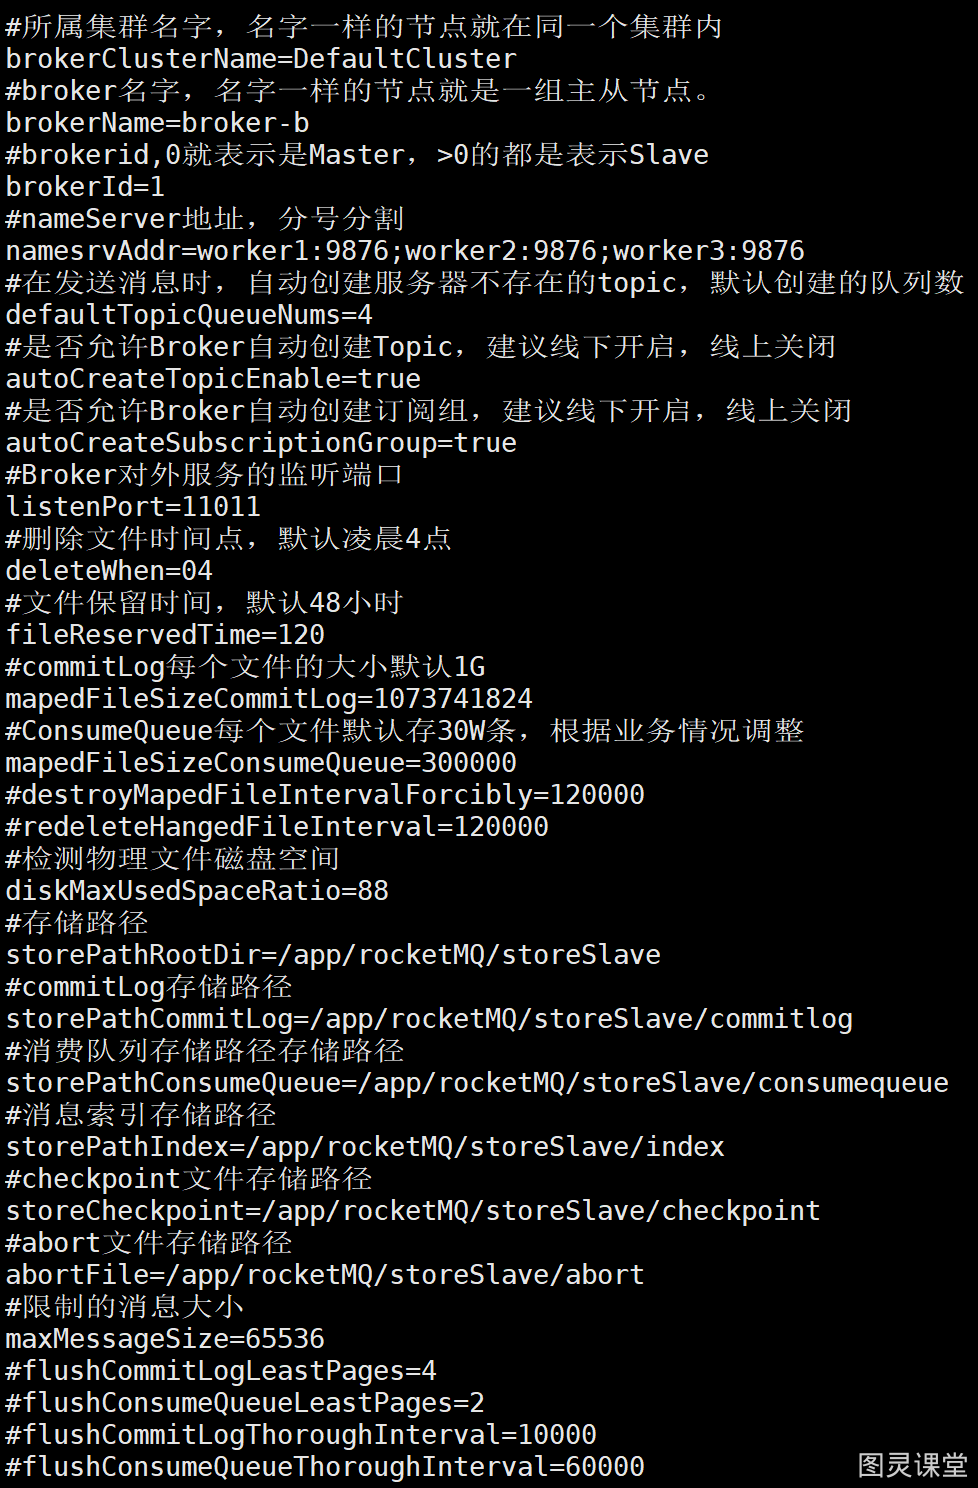 #所属集群名字，名字一样的节点就在同一个集群内
brokerClusterName=DefaultCluster
#broker名字，名字一样的节点就是一组主从节点。
brokerName=broker-b
#brokerid,0就表示是Master，>0的都是表示Slave
brokerId=1
#nameServer地址，分号分割
namesrvAddr=worker1:9876;worker2:9876;worker3:9876
#在发送消息时，自动创建服务器不存在的topic，默认创建的队列数
defaultTopicQueueNums=4
#是否允许Broker自动创建Topic，建议线下开启，线上关闭
autoCreateTopicEnable=true
#是否允许Broker自动创建订阅组，建议线下开启，线上关闭
autoCreateSubscriptionGroup=true
#Broker对外服务的监听端口
listenPort=11011
#删除文件时间点，默认凌晨4点
deleteWhen=04
#文件保留时间，默认48小时
fileReservedTime=120
#commitLog每个文件的大小默认1G
mapedFileSizeCommitLog=1073741824
#ConsumeQueue每个文件默认存30W条，根据业务情况调整
mapedFileSizeConsumeQueue=300000
#destroyMapedFileIntervalForcibly=120000
#redeleteHangedFileInterval=120000
#检测物理文件磁盘空间
diskMaxUsedSpaceRatio=88
#存储路径
storePathRootDir=/app/rocketMQ/storeSlave
#commitLog存储路径
storePathCommitLog=/app/rocketMQ/storeSlave/commitlog
#消费队列存储路径存储路径
storePathConsumeQueue=/app/rocketMQ/storeSlave/consumequeue
#消息索引存储路径
storePathIndex=/app/rocketMQ/storeSlave/index
#checkpoint文件存储路径
storeCheckpoint=/app/rocketMQ/storeSlave/checkpoint
#abort文件存储路径
abortFile=/app/rocketMQ/storeSlave/abort
#限制的消息大小
maxMessageSize=65536
#flushCommitLogLeastPages=4
#flushConsumeQueueLeastPages=2
#flushCommitLogThoroughInterval=10000
#flushConsumeQueueThoroughInterval=60000
图灵课堂